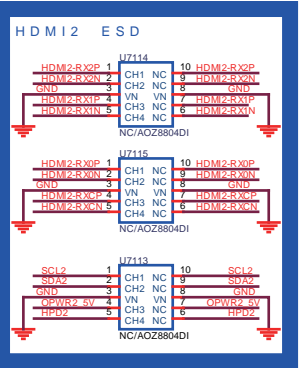 HDMI2 ESD
U7114
HDMI2-RX2P 1 CH1 NC 10 HDMI2-RX2P
HDMI2-RX2N 2 CH2 NC 9 HDMI2-RX2N
GND 3 VN VN 8 GND
HDMI2-RX1P 4 CH3 NC 7 HDMI2-RX1P
HDMI2-RX1N 5 CH4 NC 6 HDMI2-RX1N
NC/AOZ8804DI
U7115
HDMI2-RX0P 1 CH1 NC 10 HDMI2-RX0P
HDMI2-RX0N 2 CH2 NC 9 HDMI2-RX0N
GND 3 VN VN 8 GND
HDMI2-RXCP 4 CH3 NC 7 HDMI2-RXCP
HDMI2-RXCN 5 CH4 NC 6 HDMI2-RXCN
NC/AOZ8804DI
U7113
SCL2 1 CH1 NC 10 SCL2
SDA2 2 CH2 NC 9 SDA2
GND 3 VN VN 8 GND
OPWR2_5V 4 CH3 NC 7 OPWR2_5V
HPD2 5 CH4 NC 6 HPD2
NC/AOZ8804DI